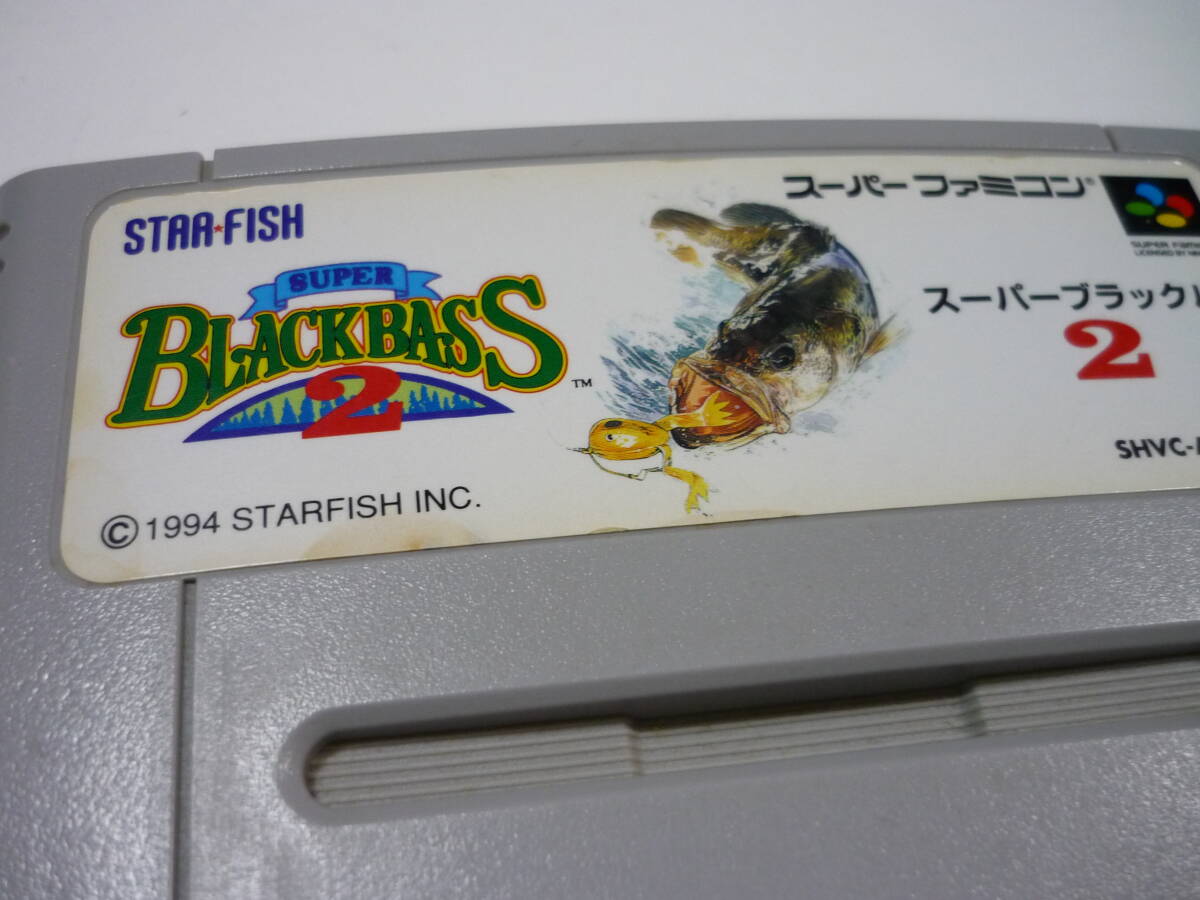 STAR★FISH
SUPER
BLACKBASS
2
™
© 1994 STARFISH INC.
スーパーファミコン®
スーパーブラック
2
SHVC-